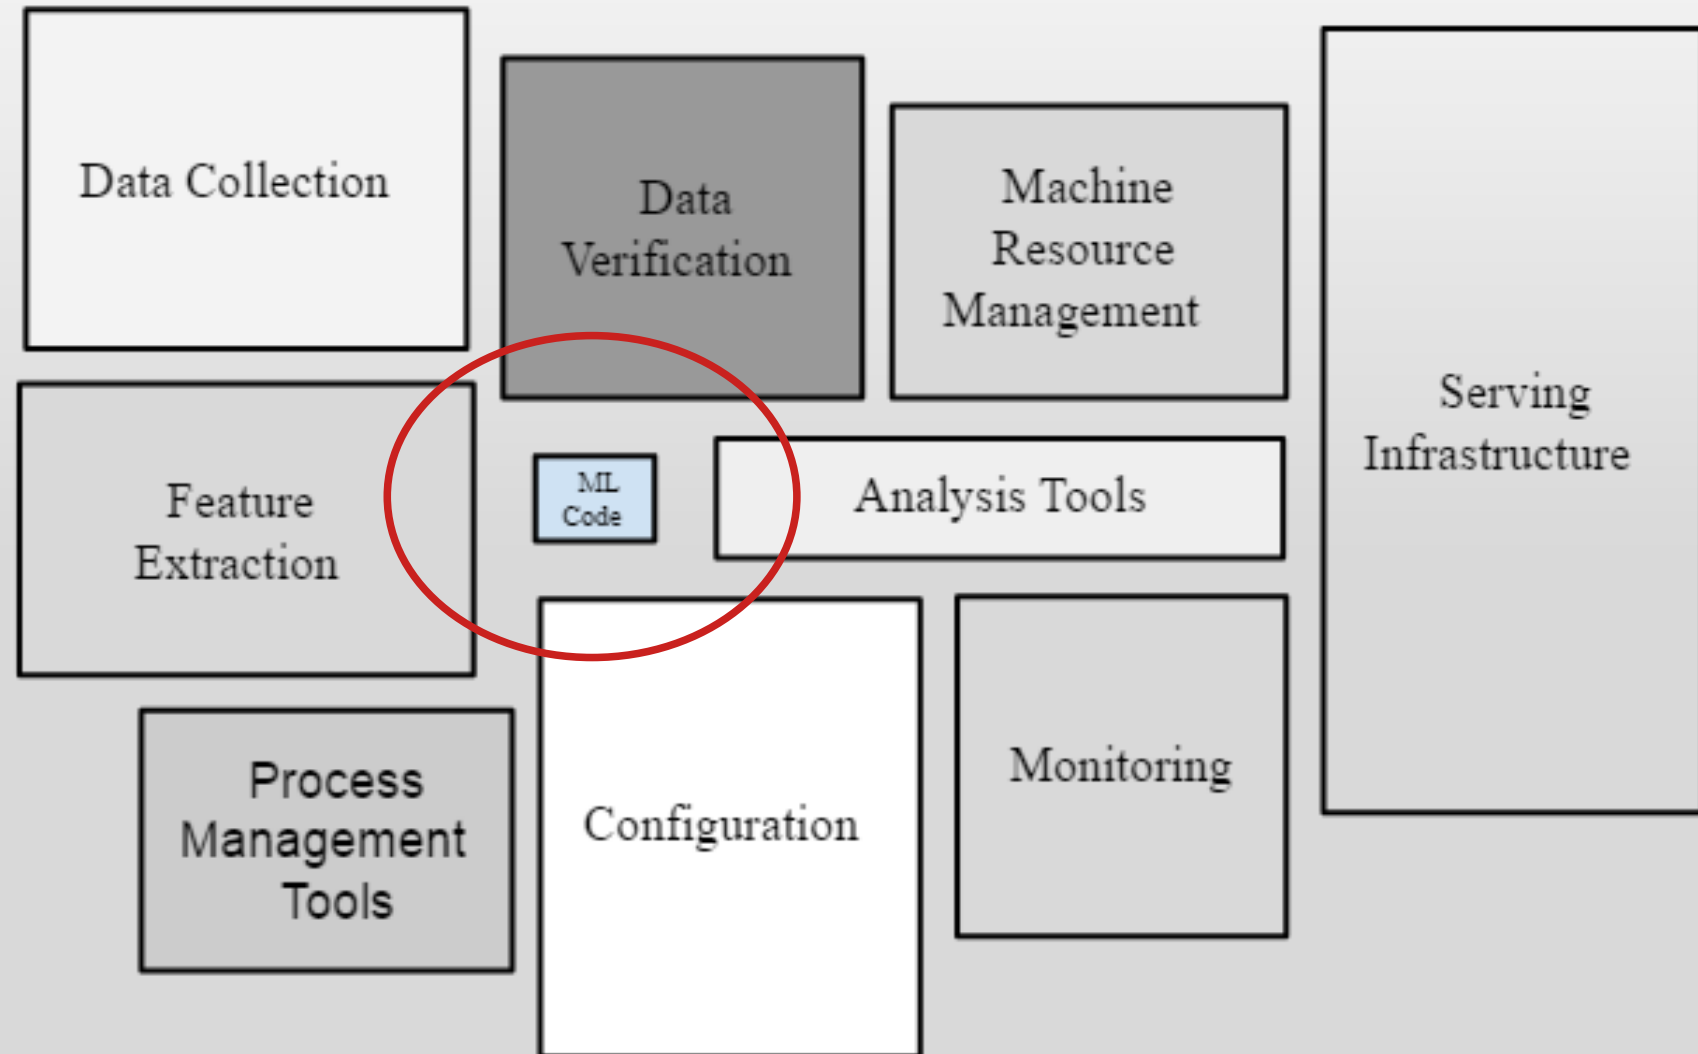 Data Collection
Data
Verification
Machine
Resource
Management
Serving
Infrastructure
Feature
Extraction
ML
Code
Analysis Tools
Process
Management
Tools
Configuration
Monitoring